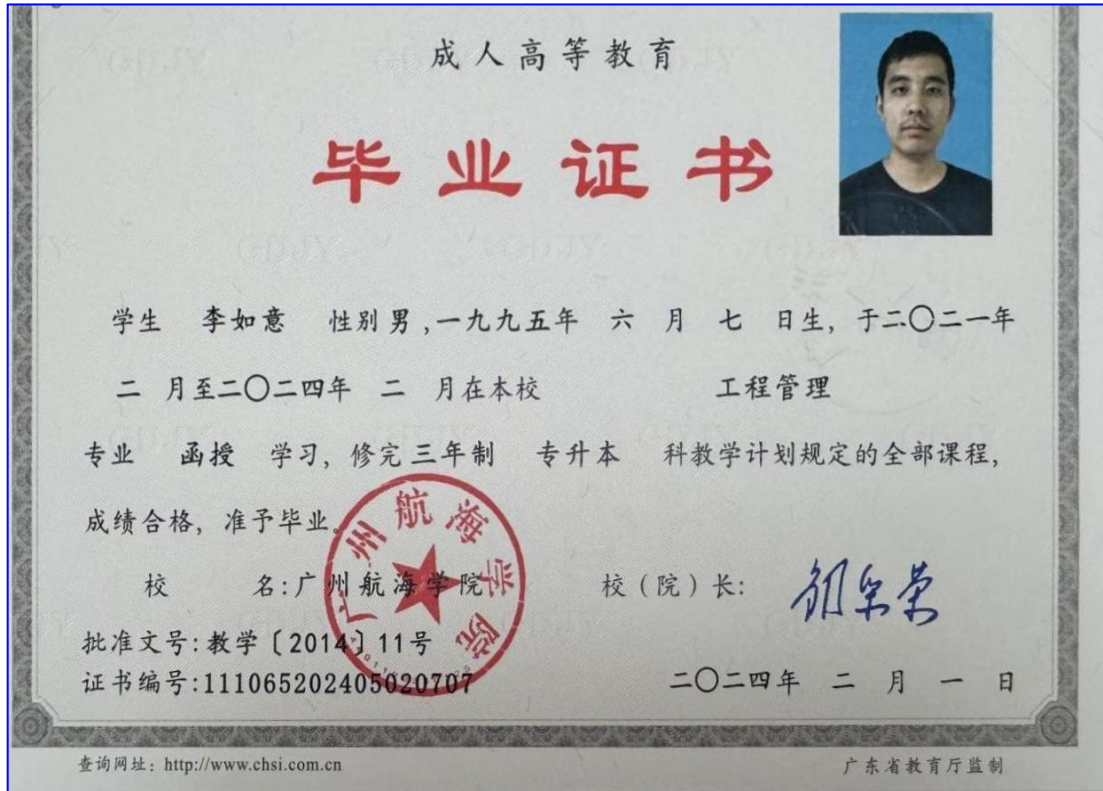 成人高等教育
毕业证书
学生 李如意 性别 男 ,一九九五年 六 月 七 日生, 于二〇二一年
二 月至二〇二四年 二 月在本校 工程管理
专业 函授 学习, 修完 三年制 专升本 科教学计划规定的全部课程,
成绩合格, 准予毕业。
校 名:广州航海学院 校(院)长:
批准文号:教学〔2014〕11号
证书编号:111065202405020707 二〇二四年 二 月 一 日
广州航海学院
查询网址: http://www.chsi.com.cn 广东省教育厅监制